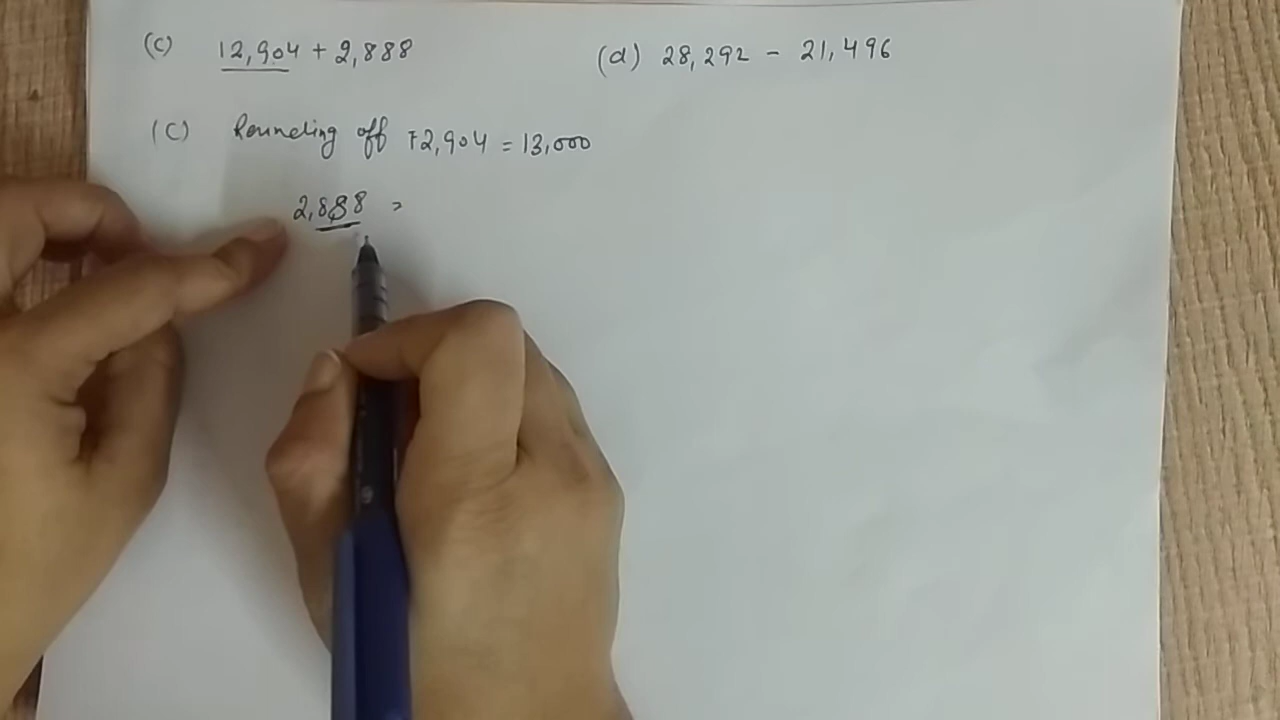 (C) 12,904 + 2,888
(d) 28,292 - 21,496
(C) Rounding off 12,904 = 13,000
2,888 =